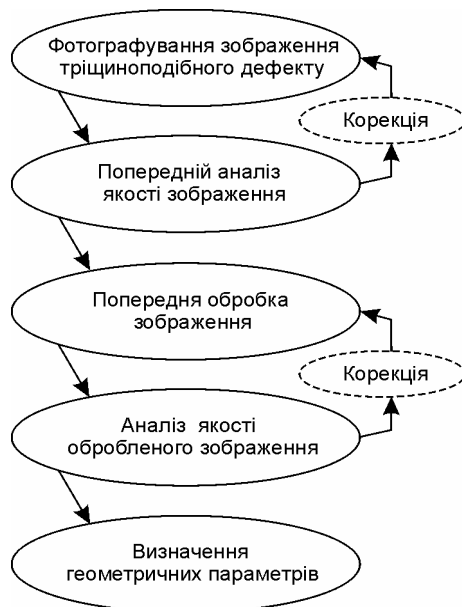 Фотографування зображення
тріщиноподібного дефекту
Корекція
Попередній аналіз
якості зображення
Попередня обробка
зображення
Корекція
Аналіз якості
обробленого зображення
Визначення
геометричних параметрів